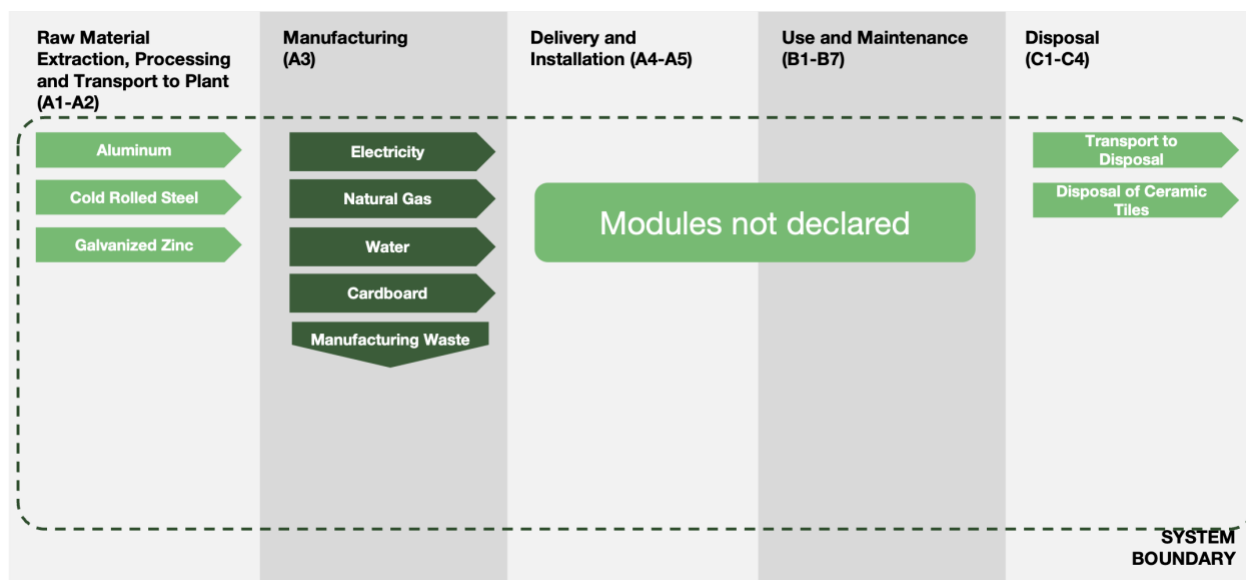 Raw Material
Extraction, Processing
and Transport to Plant
(A1-A2)
Manufacturing
(A3)
Delivery and
Installation (A4-A5)
Use and Maintenance
(B1-B7)
Disposal
(C1-C4)
Aluminum
Cold Rolled Steel
Galvanized Zinc
Electricity
Natural Gas
Water
Cardboard
Manufacturing Waste
Modules not declared
Transport to
Disposal
Disposal of Ceramic
Tiles
SYSTEM
BOUNDARY